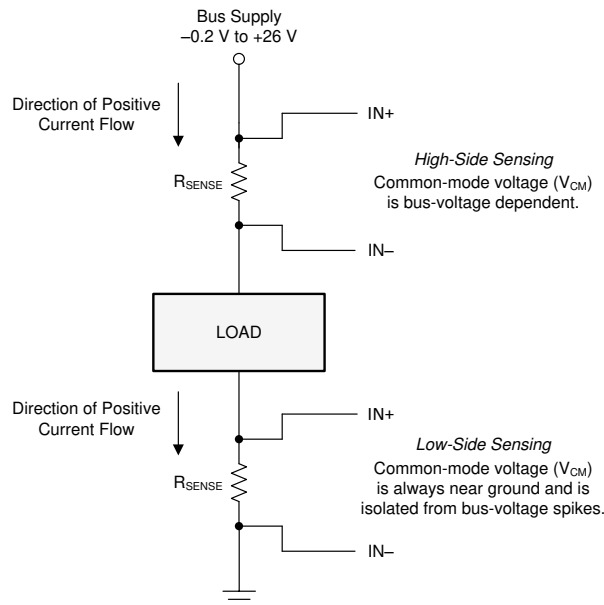 Bus Supply
–0.2 V to +26 V
Direction of Positive
Current Flow
IN+
RSENSE
High-Side Sensing
Common-mode voltage (VCM)
is bus-voltage dependent.
IN–
LOAD
Direction of Positive
Current Flow
IN+
RSENSE
Low-Side Sensing
Common-mode voltage (VCM)
is always near ground and is
isolated from bus-voltage spikes.
IN–